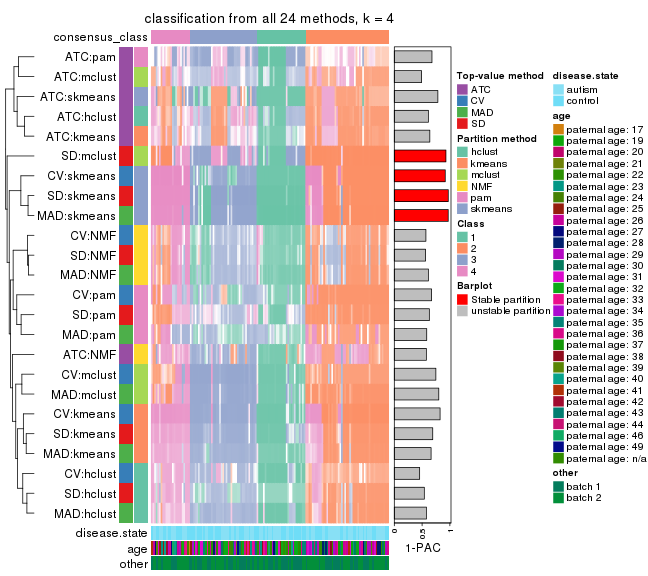 classification from all 24 methods, k = 4
consensus_class
ATC:pam
ATC:mclust
ATC:skmeans
ATC:hclust
ATC:kmeans
SD:mclust
CV:skmeans
SD:skmeans
MAD:skmeans
CV:NMF
SD:NMF
MAD:NMF
CV:pam
SD:pam
MAD:pam
ATC:NMF
CV:mclust
MAD:mclust
CV:kmeans
SD:kmeans
MAD:kmeans
CV:hclust
SD:hclust
MAD:hclust
disease.state
age
other
0
0.5
1
1-PAC
Top-value method
ATC
CV
MAD
SD
Partition method
hclust
kmeans
mclust
NMF
pam
skmeans
Class
1
2
3
4
Barplot
Stable partition
unstable partition
disease.state
autism
control
age
paternal age: 17
paternal age: 19
paternal age: 20
paternal age: 21
paternal age: 22
paternal age: 23
paternal age: 24
paternal age: 25
paternal age: 26
paternal age: 27
paternal age: 28
paternal age: 29
paternal age: 30
paternal age: 31
paternal age: 32
paternal age: 33
paternal age: 34
paternal age: 35
paternal age: 36
paternal age: 37
paternal age: 38
paternal age: 39
paternal age: 40
paternal age: 41
paternal age: 42
paternal age: 43
paternal age: 44
paternal age: 46
paternal age: 49
paternal age: n/a
other
batch 1
batch 2